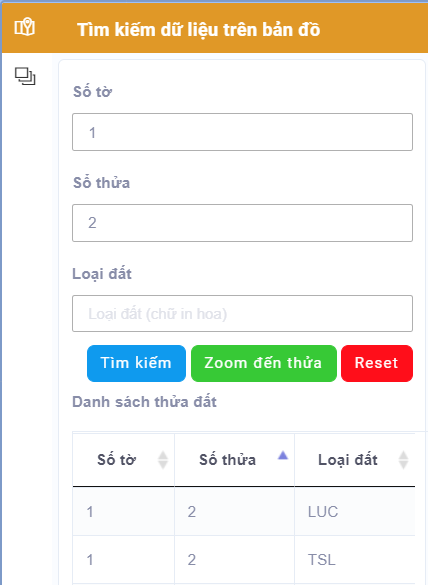 Tìm kiếm dữ liệu trên bản đồ
Số tờ
1
Số thửa
2
Loại đất
Loại đất (chữ in hoa)
Tìm kiếm Zoom đến thửa Reset
Danh sách thửa đất
Số tờ Số thửa Loại đất
1 2 LUC
1 2 TSL